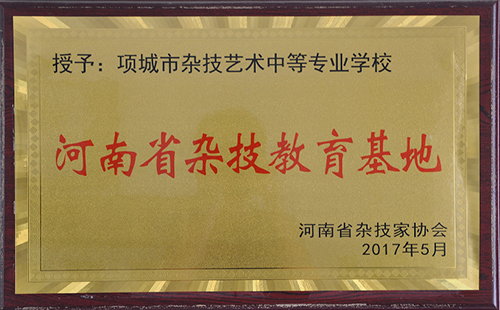 授予：项城市杂技艺术中等专业学校
河南省杂技教育基地
河南省杂技家协会
2017年5月